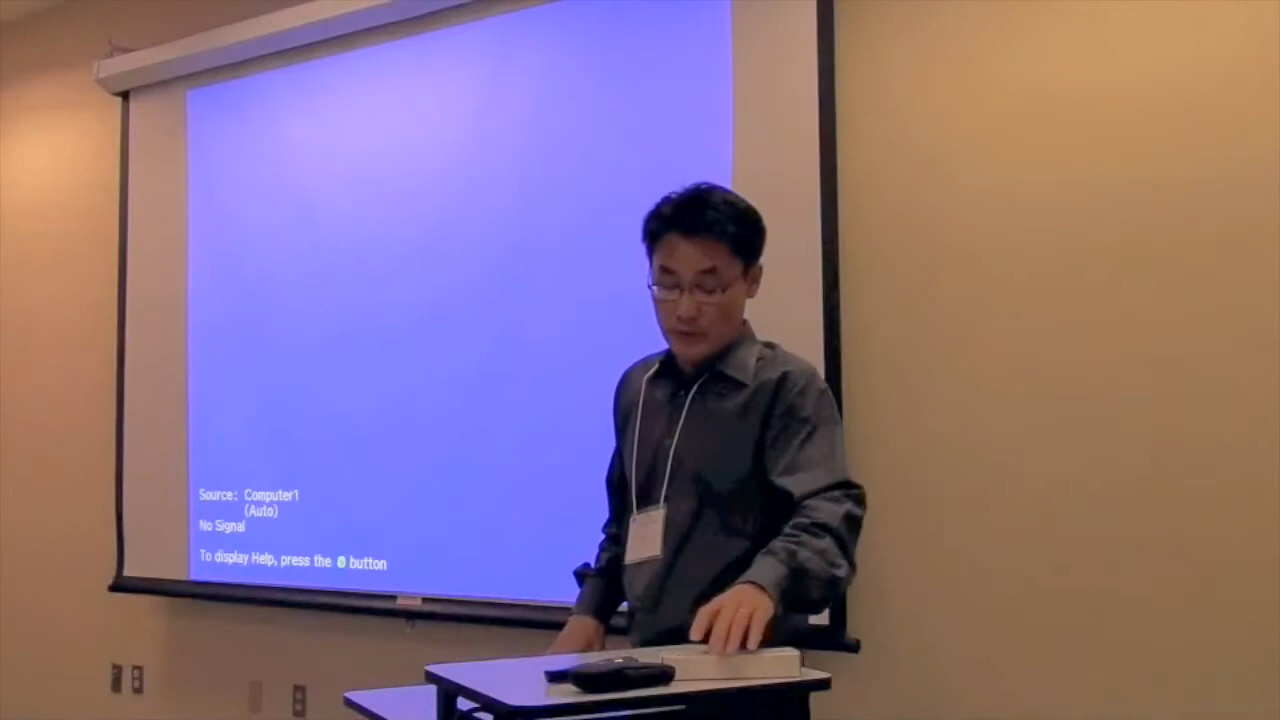 Source: Computer1
(Auto)
No Signal
To display Help, press the button